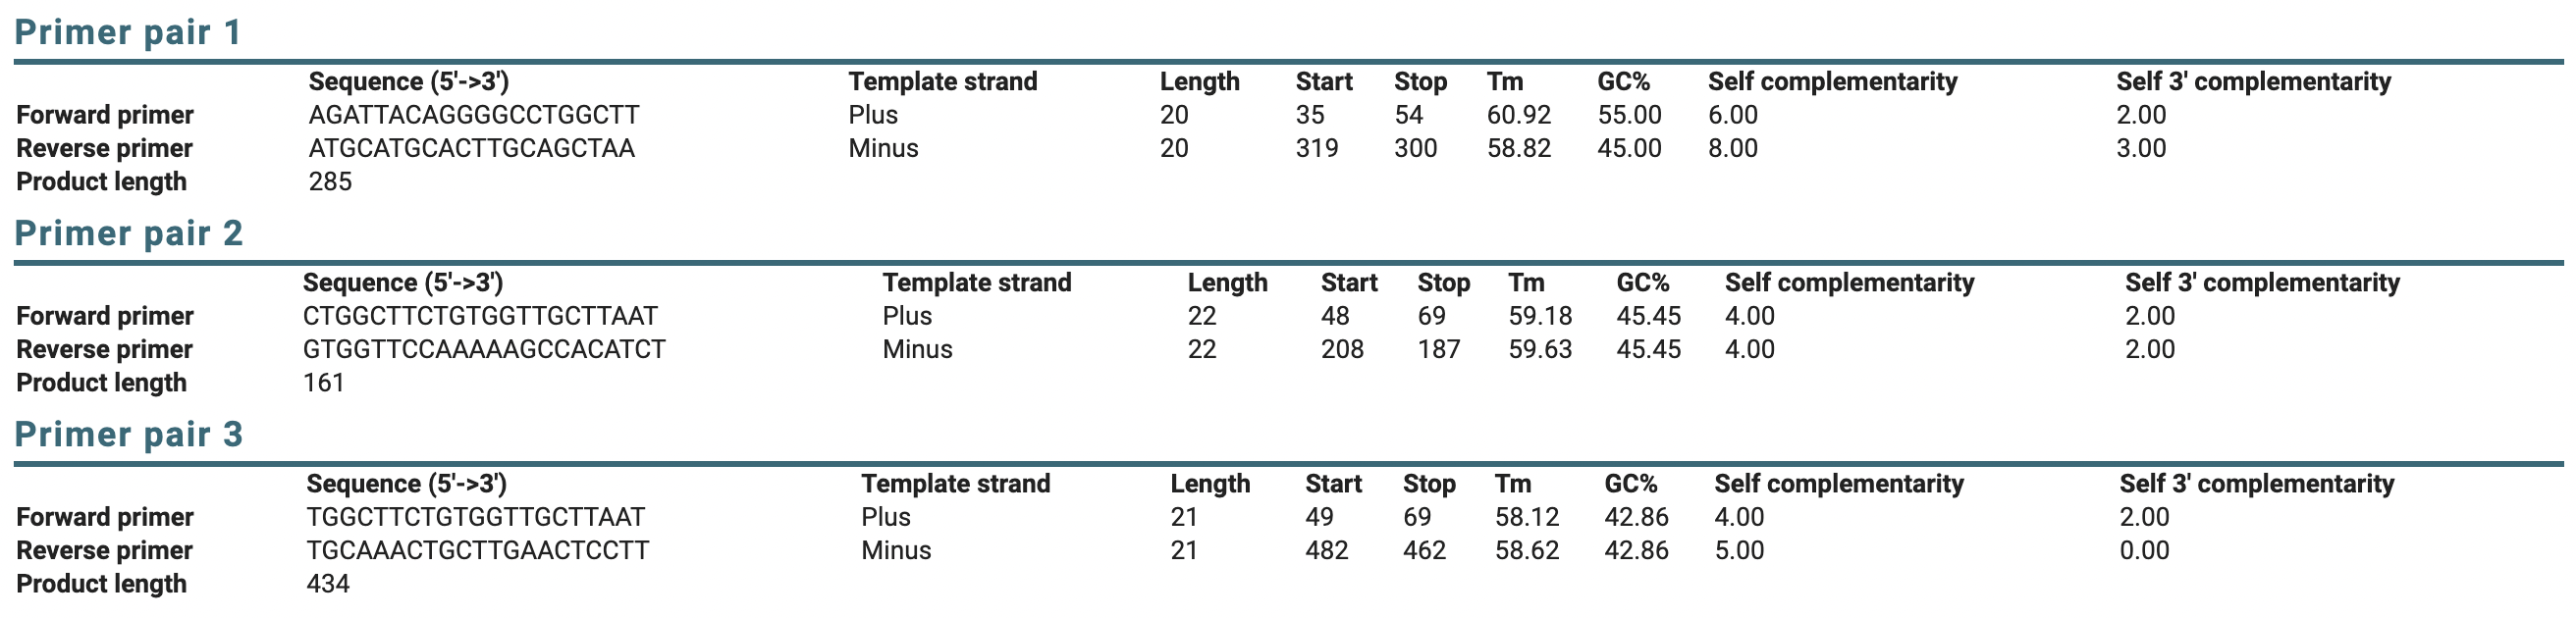 Primer pair 1
Sequence (5'->3') Template strand Length Start Stop Tm GC% Self complementarity Self 3' complementarity
Forward primer AGATTACAGGGGCCTGGCTT Plus 20 35 54 60.92 55.00 6.00 2.00
Reverse primer ATGCATGCACTTGCAGCTAA Minus 20 319 300 58.82 45.00 8.00 3.00
Product length 285
Primer pair 2
Sequence (5'->3') Template strand Length Start Stop Tm GC% Self complementarity Self 3' complementarity
Forward primer CTGGCTTCTGTGGTTGCTTAAT Plus 22 48 69 59.18 45.45 4.00 2.00
Reverse primer GTGGTTCCAAAAAGCCACATCT Minus 22 208 187 59.63 45.45 4.00 2.00
Product length 161
Primer pair 3
Sequence (5'->3') Template strand Length Start Stop Tm GC% Self complementarity Self 3' complementarity
Forward primer TGGCTTCTGTGGTTGCTTAAT Plus 21 49 69 58.12 42.86 4.00 2.00
Reverse primer TGCAAACTGCTTGAACTCCTT Minus 21 482 462 58.62 42.86 5.00 0.00
Product length 434